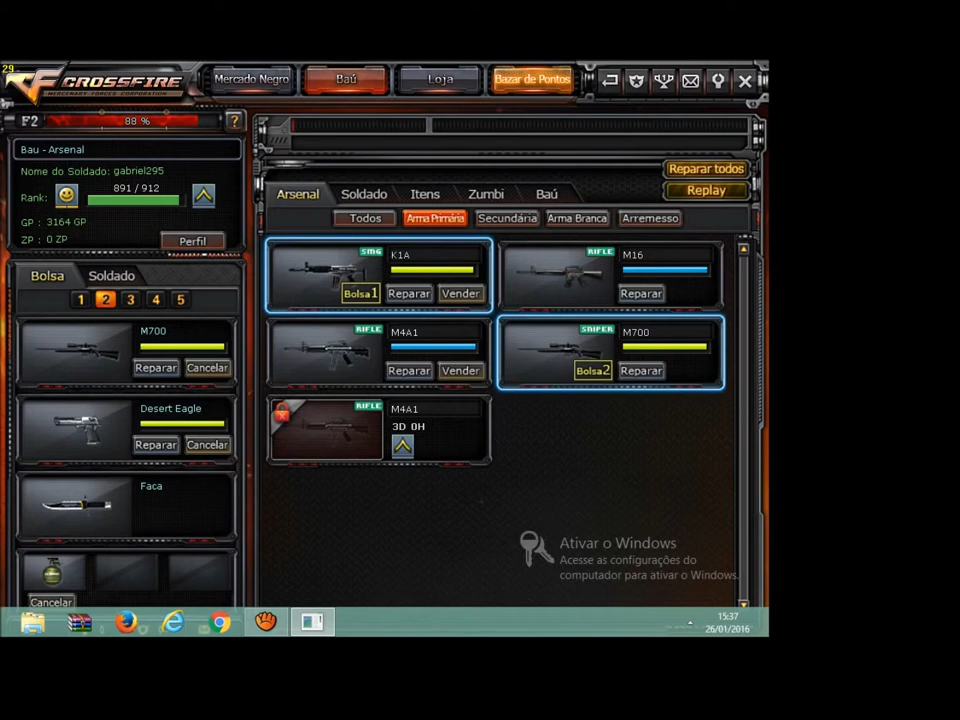 29
CROSSFIRE
MERCENARY FORCES CORPORATION
Mercado Negro
Baú
Loja
Bazar de Pontos
F2
88 %
?
Bau - Arsenal
Nome do Soldado: gabriel295
Rank:
891 / 912
GP : 3164 GP
ZP : 0 ZP
Perfil
Reparar todos
Replay
Arsenal
Soldado
Itens
Zumbi
Baú
Todos
Arma Primária
Secundária
Arma Branca
Arremesso
Bolsa
Soldado
1
2
3
4
5
M700
Reparar
Cancelar
Desert Eagle
Reparar
Cancelar
Faca
Cancelar
SMG
K1A
Bolsa1
Reparar
Vender
RIFLE
M16
Reparar
RIFLE
M4A1
Reparar
Vender
SNIPER
M700
Bolsa2
Reparar
RIFLE
M4A1
3D 0H
Ativar o Windows
Acesse as configurações do
computador para ativar o Windows.
15:37
26/01/2016